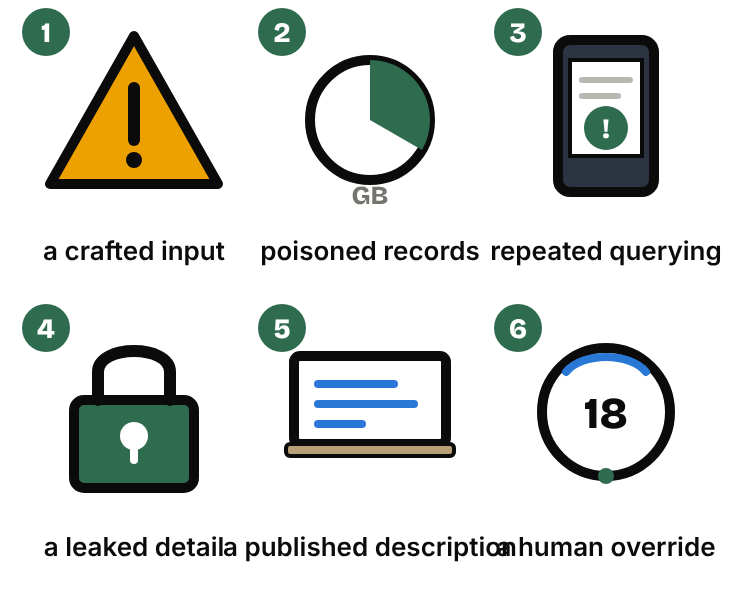 1
2
3
!
GB
a crafted input
poisoned records
repeated querying
4
5
6
18
a leaked detail
a published description
a human override